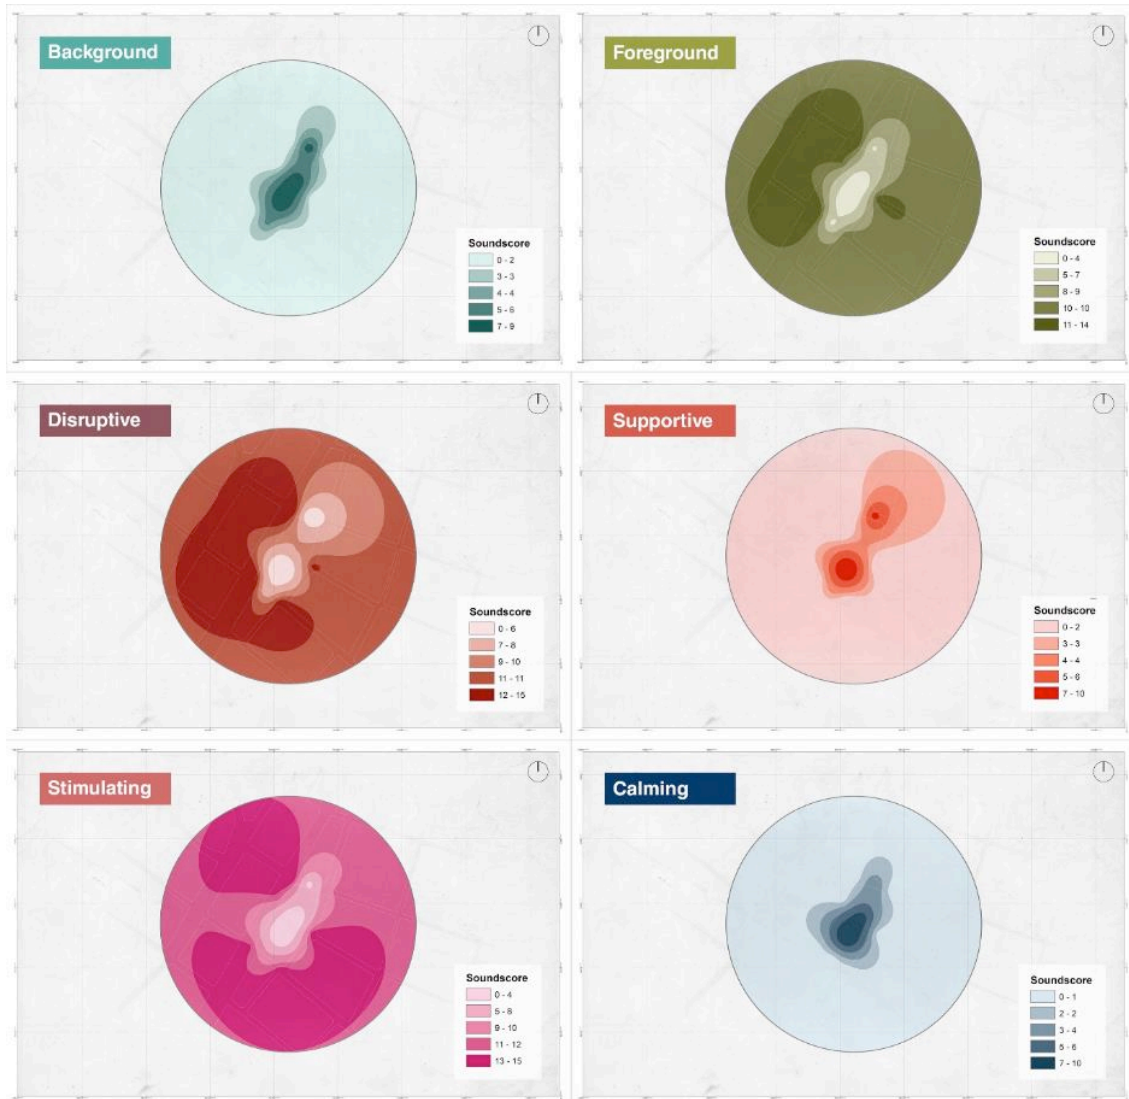 Background
Soundscore
0 - 2
3 - 3
4 - 4
5 - 6
7 - 9
Foreground
Soundscore
0 - 4
5 - 7
8 - 9
10 - 10
11 - 14
Disruptive
Soundscore
0 - 6
7 - 8
9 - 10
11 - 11
12 - 15
Supportive
Soundscore
0 - 2
3 - 3
4 - 4
5 - 6
7 - 10
Stimulating
Soundscore
0 - 4
5 - 8
9 - 10
11 - 12
13 - 15
Calming
Soundscore
0 - 1
2 - 2
3 - 4
5 - 6
7 - 10